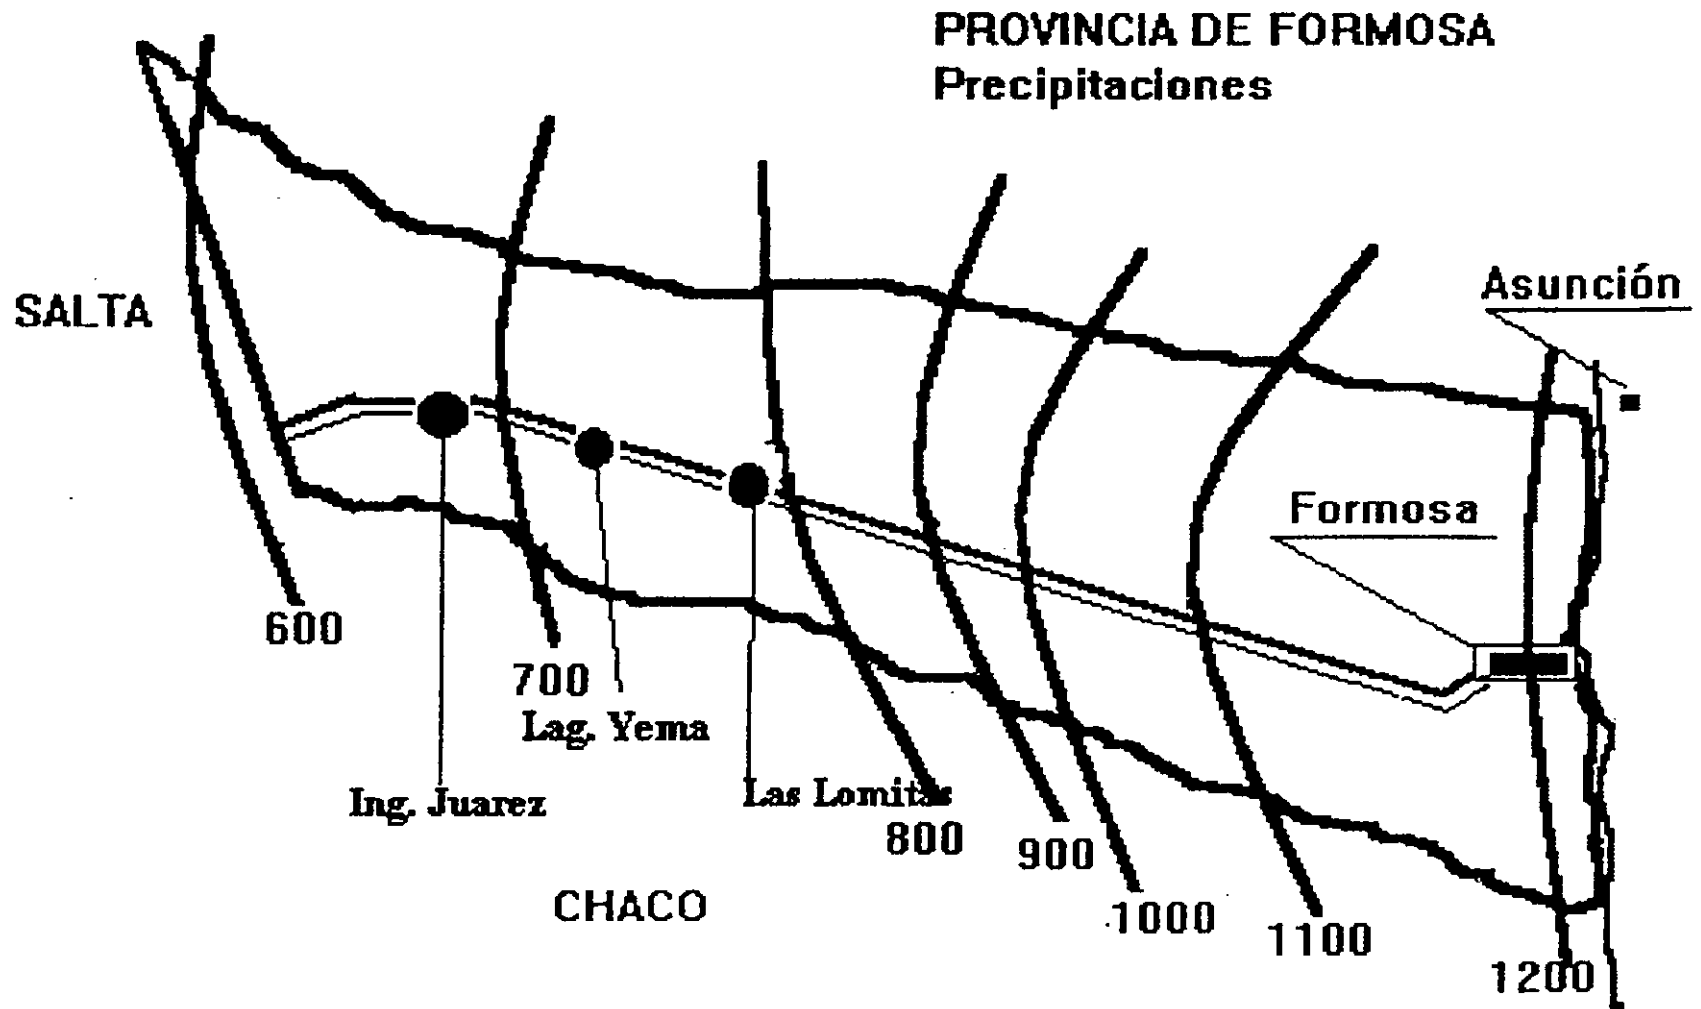 PROVINCIA DE FORMOSA
Precipitaciones
Asunción
SALTA
Formosa
600
700
Lag. Yema
Ing. Juarez
Las Lomitas
800
900
CHACO
1000
1100
1200